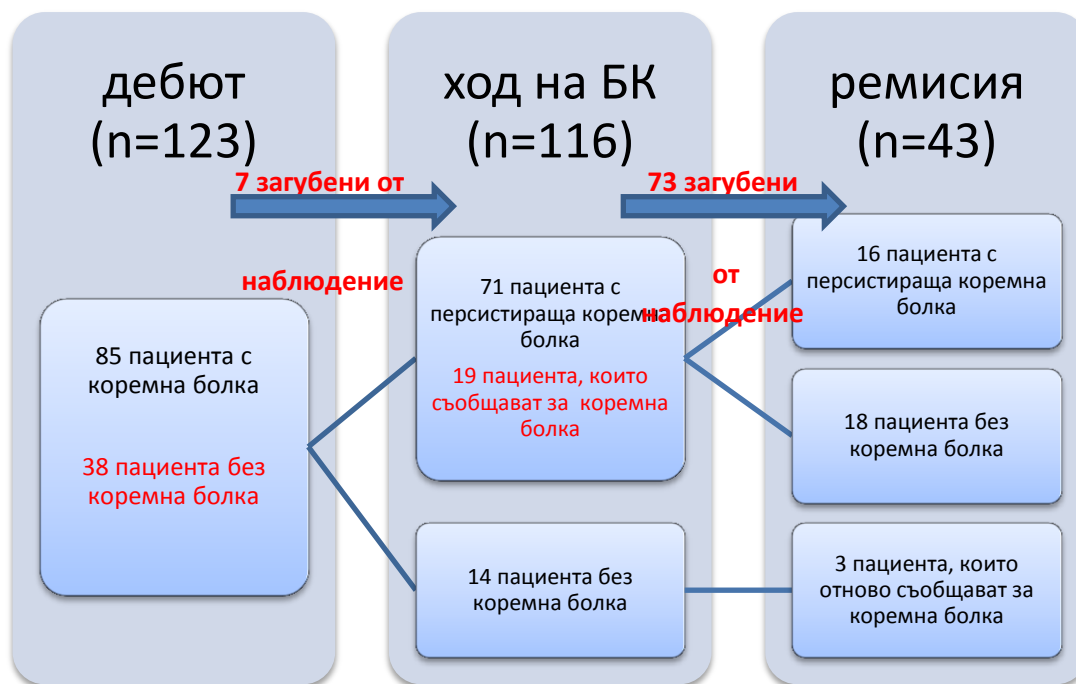 дебют
(n=123)
85 пациента с
коремна болка
38 пациента без
коремна болка
7 загубени от
наблюдение
ход на БК
(n=116)
71 пациента с
персистираща коремна
болка
19 пациента, които
съобщават за  коремна
болка
14 пациента без
коремна болка
73 загубени
от
наблюдение
ремисия
(n=43)
16 пациента с
персистираща коремна
болка
18 пациента без
коремна болка
3 пациента, които
отново съобщават за
коремна болка